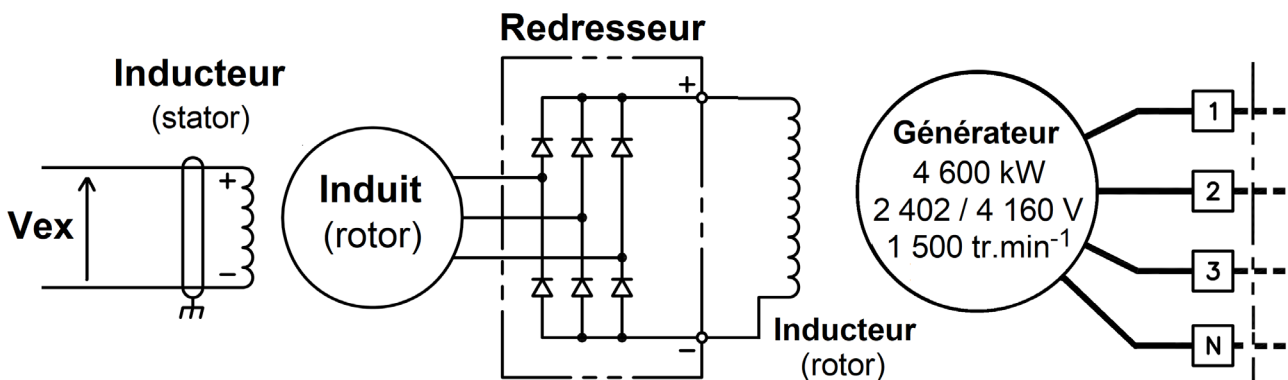 Redresseur
Inducteur
(stator)
+
-
Vex
Induit
(rotor)
+
-
Inducteur
(rotor)
Générateur
4 600 kW
2 402 / 4 160 V
1 500 tr.min-1
1
2
3
N